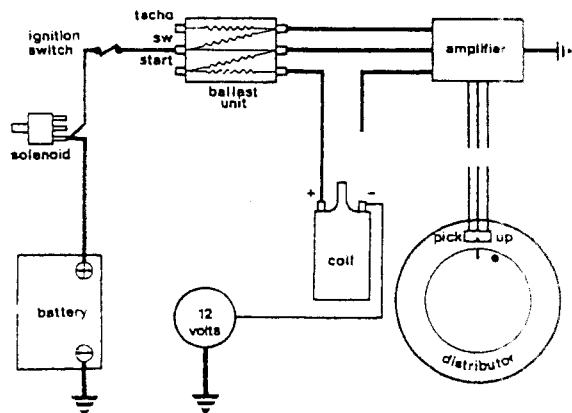 tacho
ignition
switch
sw
start
ballast
unit
amplifier
solenoid
+
−
coil
pick up
battery
12
volts
distributor